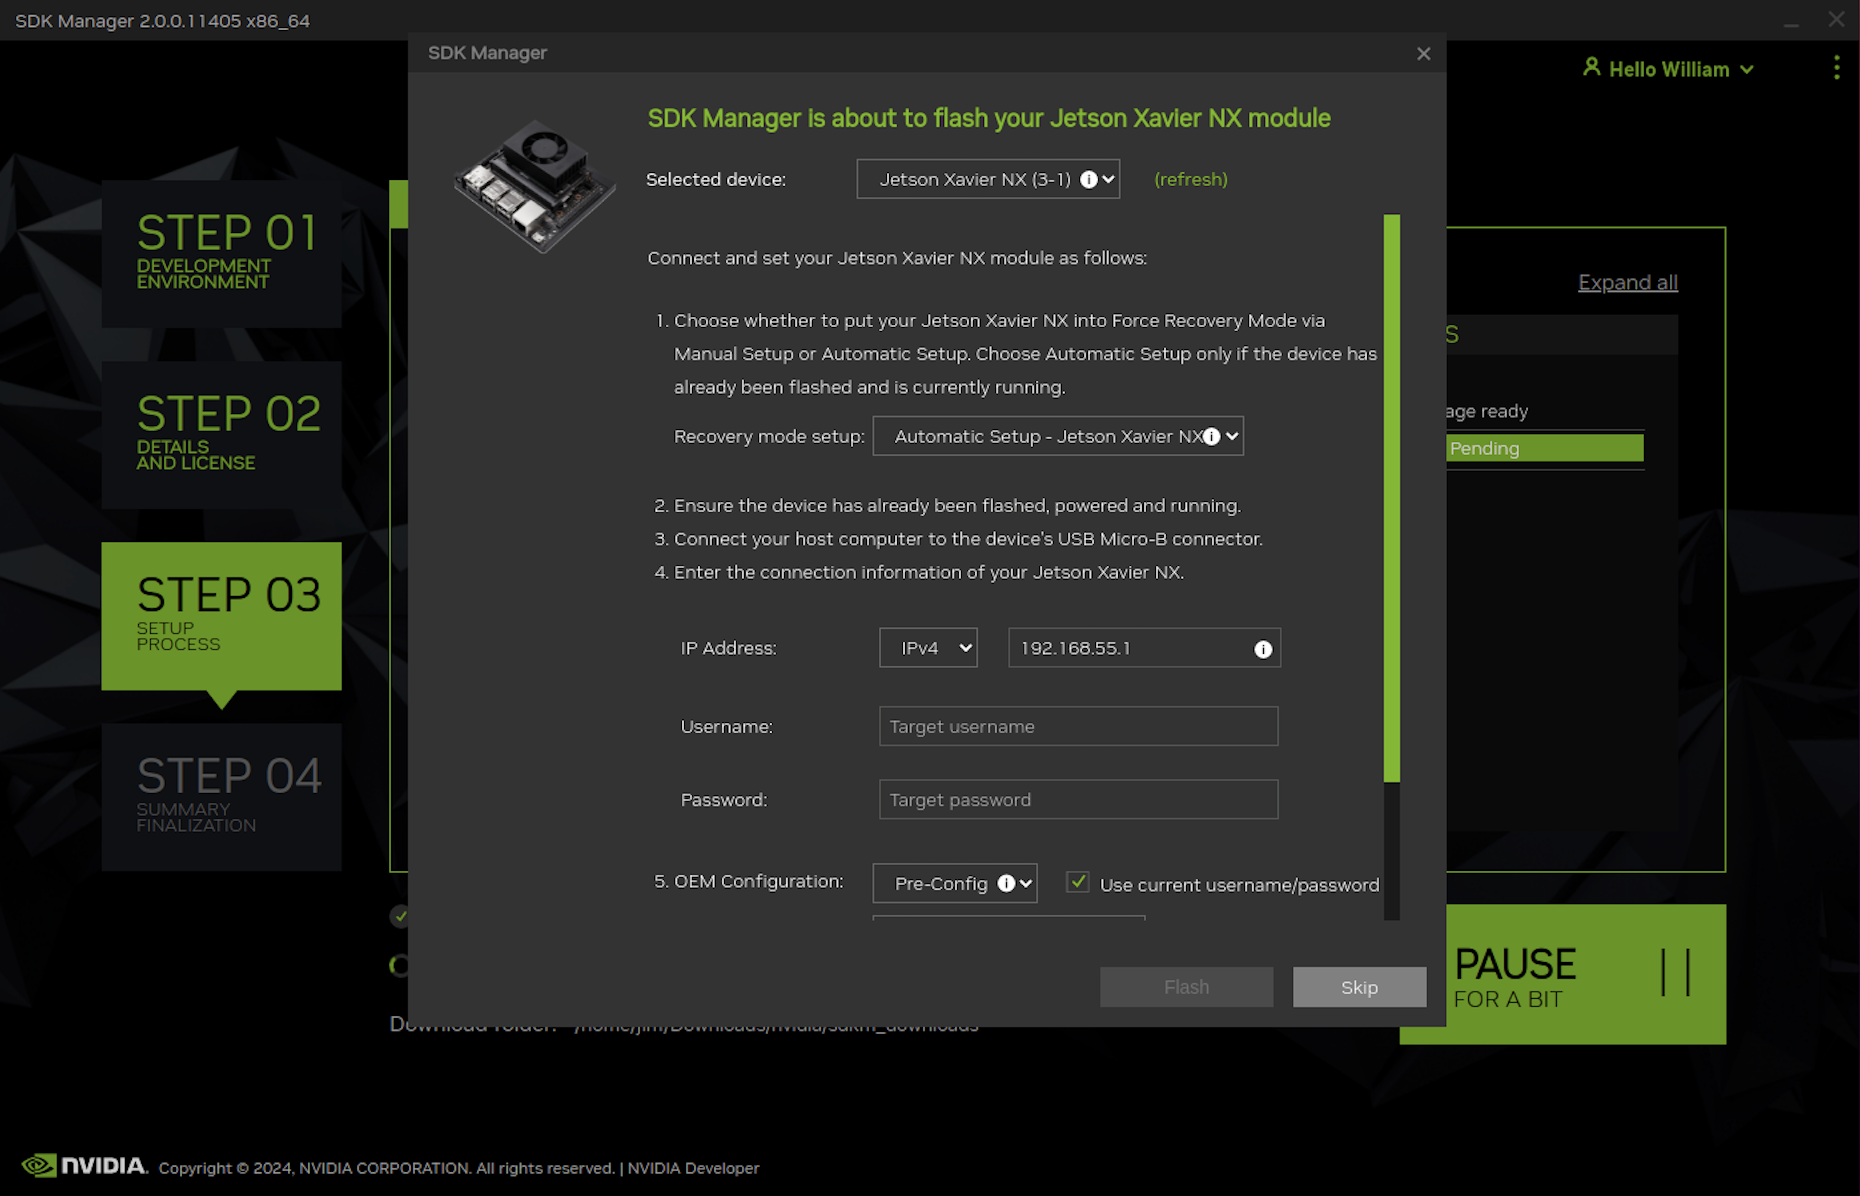 SDK Manager 2.0.0.11405 x86_64
SDK Manager
Hello William
SDK Manager is about to flash your Jetson Xavier NX module
Selected device:
Jetson Xavier NX (3-1)
(refresh)
STEP 01
DEVELOPMENT
ENVIRONMENT
Connect and set your Jetson Xavier NX module as follows:
Expand all
1. Choose whether to put your Jetson Xavier NX into Force Recovery Mode via
Manual Setup or Automatic Setup. Choose Automatic Setup only if the device has
already been flashed and is currently running.
S
age ready
STEP 02
DETAILS
AND LICENSE
Recovery mode setup:
Automatic Setup - Jetson Xavier NX
Pending
2. Ensure the device has already been flashed, powered and running.
3. Connect your host computer to the device's USB Micro-B connector.
4. Enter the connection information of your Jetson Xavier NX.
STEP 03
SETUP
PROCESS
IP Address:
IPv4
192.168.55.1
Username:
Target username
STEP 04
SUMMARY
FINALIZATION
Password:
Target password
5. OEM Configuration:
Pre-Config
Use current username/password
Flash
Skip
PAUSE
FOR A BIT
Download folder: /home/jim/Downloads/nvidia/sdkm_downloads
NVIDIA. Copyright © 2024, NVIDIA CORPORATION. All rights reserved. | NVIDIA Developer